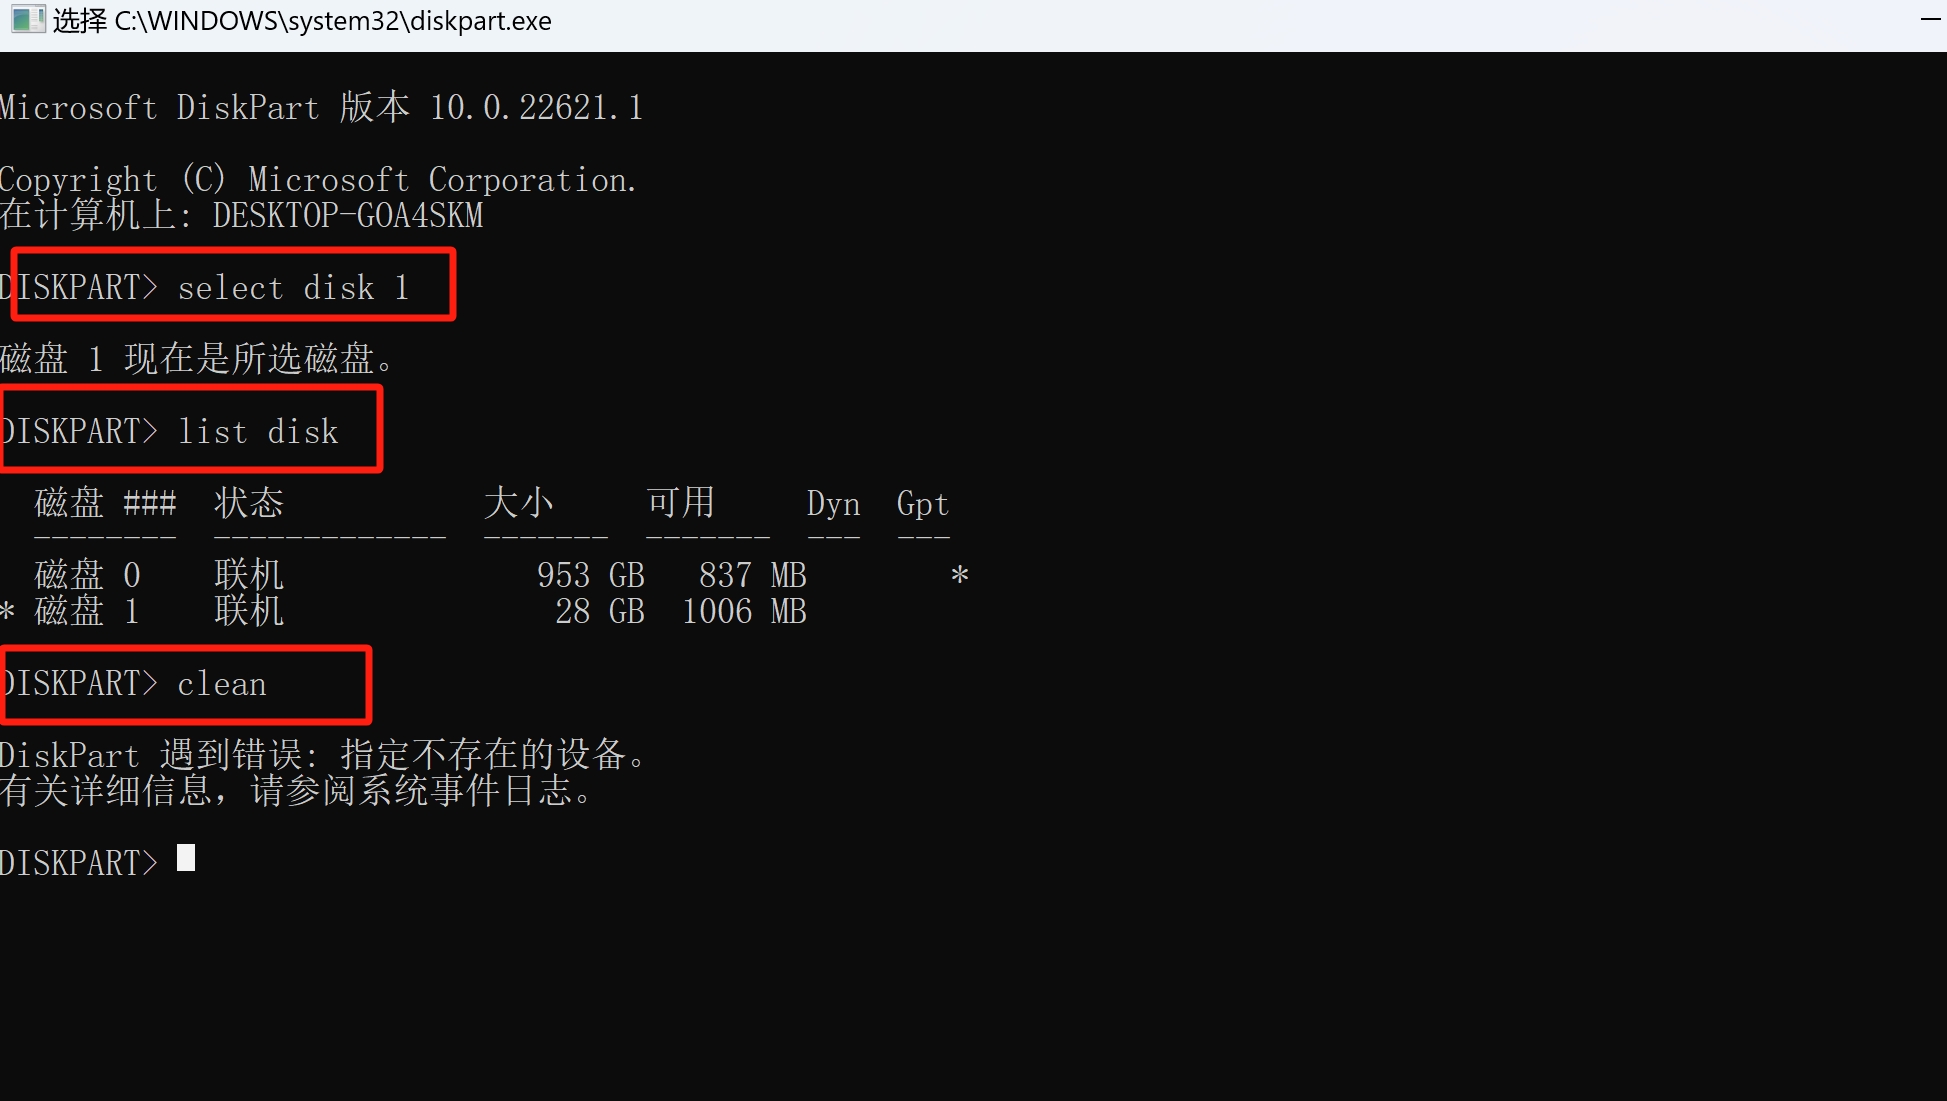 选择 C:\WINDOWS\system32\diskpart.exe
Microsoft DiskPart 版本 10.0.22621.1
Copyright (C) Microsoft Corporation.
在计算机上: DESKTOP-GOA4SKM
DISKPART> select disk 1
磁盘 1 现在是所选磁盘。
DISKPART> list disk
磁盘 ###  状态           大小     可用     Dyn  Gpt
--------  -------------  -------  -------  ---  ---
磁盘 0    联机              953 GB   837 MB        *
* 磁盘 1    联机               28 GB  1006 MB
DISKPART> clean
DiskPart 遇到错误: 指定不存在的设备。
有关详细信息，请参阅系统事件日志。
DISKPART>